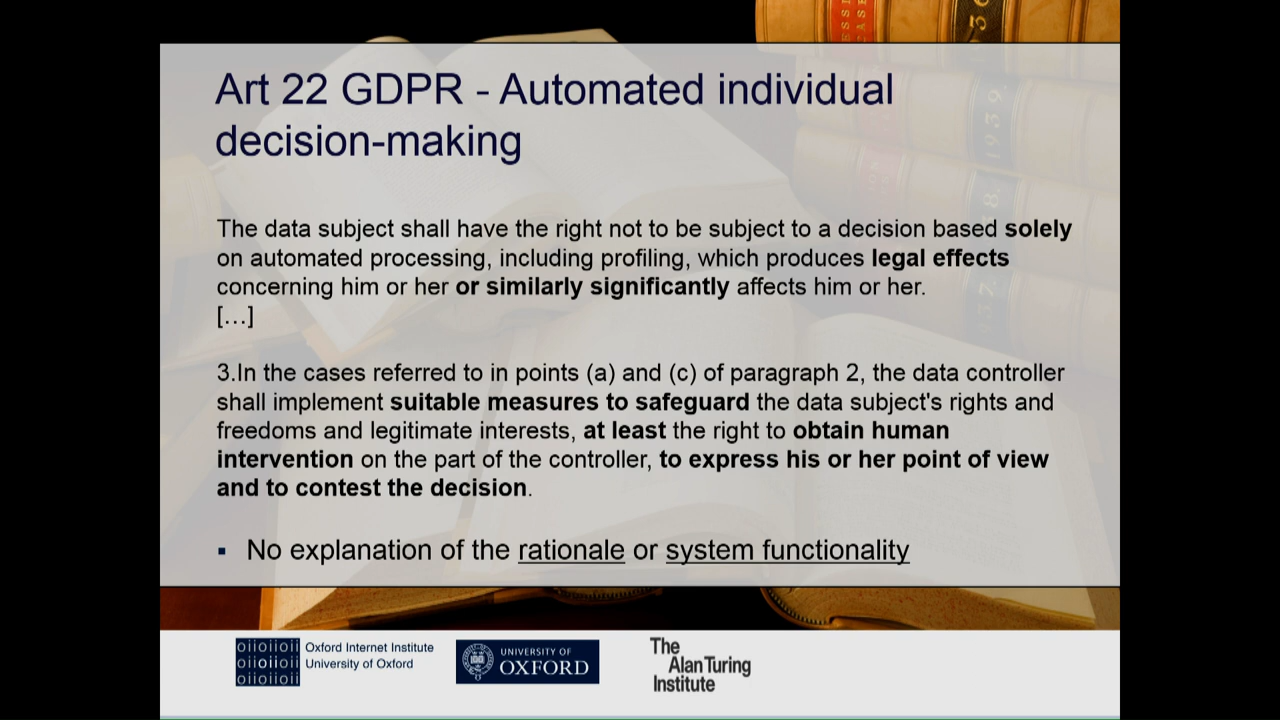 Art 22 GDPR - Automated individual
decision-making
The data subject shall have the right not to be subject to a decision based solely
on automated processing, including profiling, which produces legal effects
concerning him or her or similarly significantly affects him or her.
[…]
3.In the cases referred to in points (a) and (c) of paragraph 2, the data controller
shall implement suitable measures to safeguard the data subject's rights and
freedoms and legitimate interests, at least the right to obtain human
intervention on the part of the controller, to express his or her point of view
and to contest the decision.
▪ No explanation of the rationale or system functionality
oiioiioii
oiioiioii
oiioiioii
Oxford Internet Institute
University of Oxford
UNIVERSITY OF
OXFORD
The
Alan Turing
Institute
1939